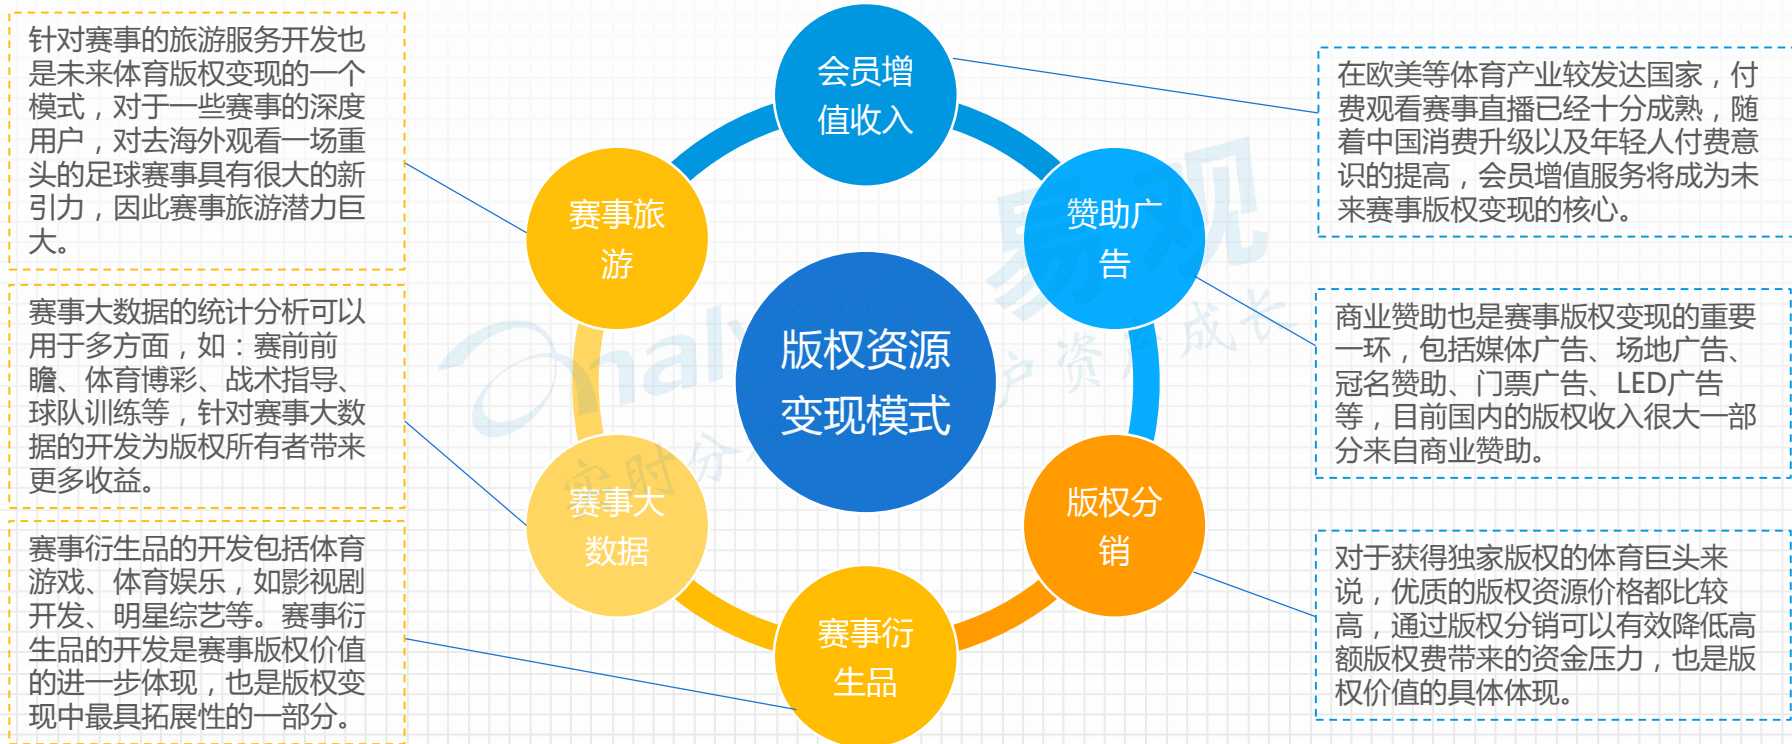 针对赛事的旅游服务开发也
是未来体育版权变现的一个
模式，对于一些赛事的深度
用户，对去海外观看一场重
头的足球赛事具有很大的新
引力，因此赛事旅游潜力巨
大。
赛事大数据的统计分析可以
用于多方面，如：赛前前
瞻、体育博彩、战术指导、
球队训练等，针对赛事大数
据的开发为版权所有者带来
更多收益。
赛事衍生品的开发包括体育
游戏、体育娱乐，如影视剧
开发、明星综艺等。赛事衍
生品的开发是赛事版权价值
的进一步体现，也是版权变
现中最具拓展性的一部分。
会员增
值收入
赛事旅
游
赞助广
告
版权资源
变现模式
赛事大
数据
版权分
销
赛事衍
生品
在欧美等体育产业较发达国家，付
费观看赛事直播已经十分成熟，随
着中国消费升级以及年轻人付费意
识的提高，会员增值服务将成为未
来赛事版权变现的核心。
商业赞助也是赛事版权变现的重要
一环，包括媒体广告、场地广告、
冠名赞助、门票广告、LED广告
等，目前国内的版权收入很大一部
分来自商业赞助。
对于获得独家版权的体育巨头来
说，优质的版权资源价格都比较
高，通过版权分销可以有效降低高
额版权费带来的资金压力，也是版
权价值的具体体现。
易观